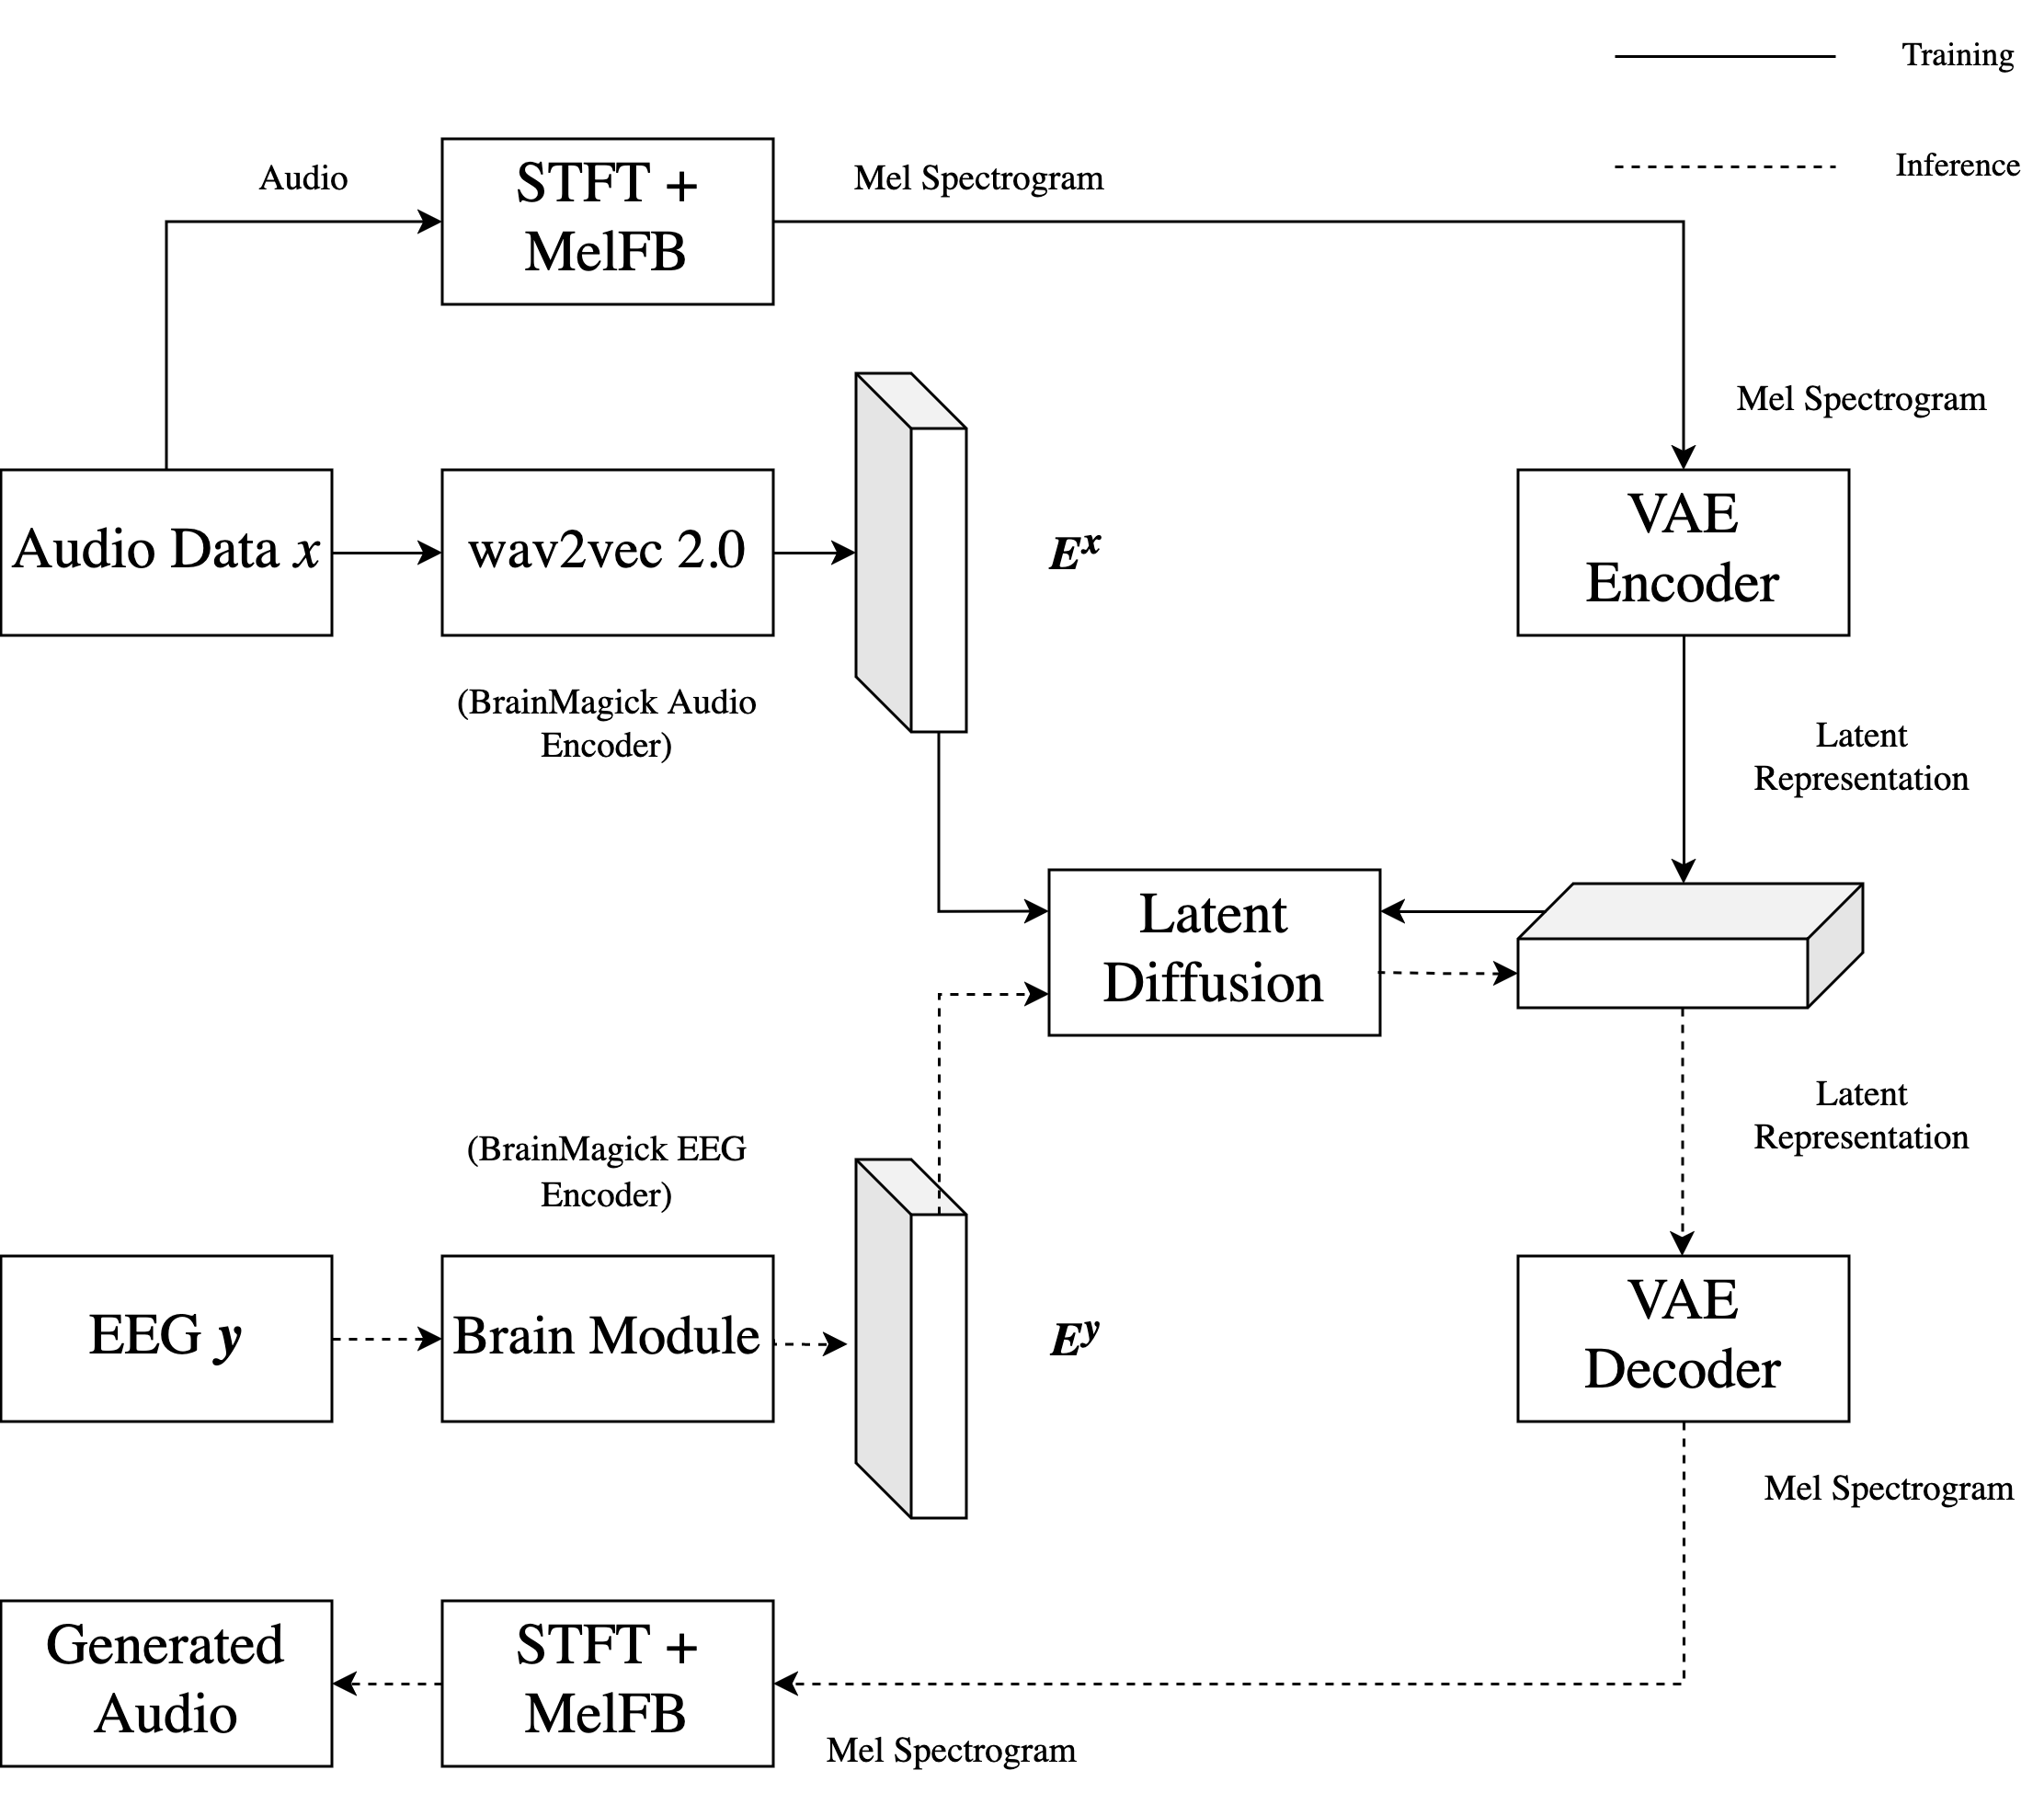 Training
Inference
Audio
STFT +
MelFB
Mel Spectrogram
Mel Spectrogram
Audio Data x
wav2vec 2.0
E^x
VAE
Encoder
(BrainMagick Audio
Encoder)
Latent
Representation
Latent
Diffusion
Latent
Representation
(BrainMagick EEG
Encoder)
EEG y
Brain Module
E^y
VAE
Decoder
Mel Spectrogram
Generated
Audio
STFT +
MelFB
Mel Spectrogram